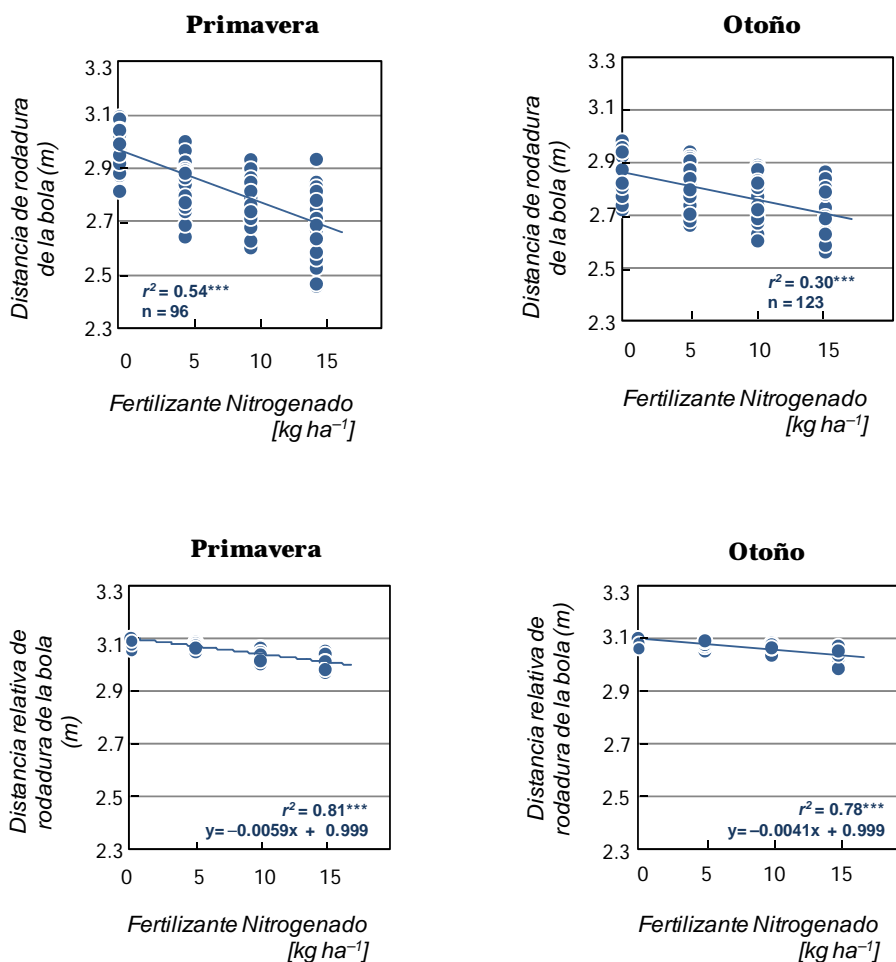 Primavera
Distancia de rodadura
de la bola (m)
3.3
3.1
2.9
2.7
2.5
2.3
r² = 0.54***
n = 96
0 5 10 15
Fertilizante Nitrogenado
[kg ha⁻¹]
Otoño
Distancia de rodadura
de la bola (m)
3.3
3.1
2.9
2.7
2.5
2.3
r² = 0.30***
n = 123
0 5 10 15
Fertilizante Nitrogenado
[kg ha⁻¹]
Primavera
Distancia relativa de
rodadura de la bola
(m)
3.3
3.1
2.9
2.7
2.5
2.3
r² = 0.81***
y= −0.0059x + 0.999
0 5 10 15
Fertilizante Nitrogenado
[kg ha⁻¹]
Otoño
Distancia relativa de
rodadura de la bola (m)
3.3
3.1
2.9
2.7
2.5
2.3
r² = 0.78***
y= −0.0041x + 0.999
0 5 10 15
Fertilizante Nitrogenado
[kg ha⁻¹]